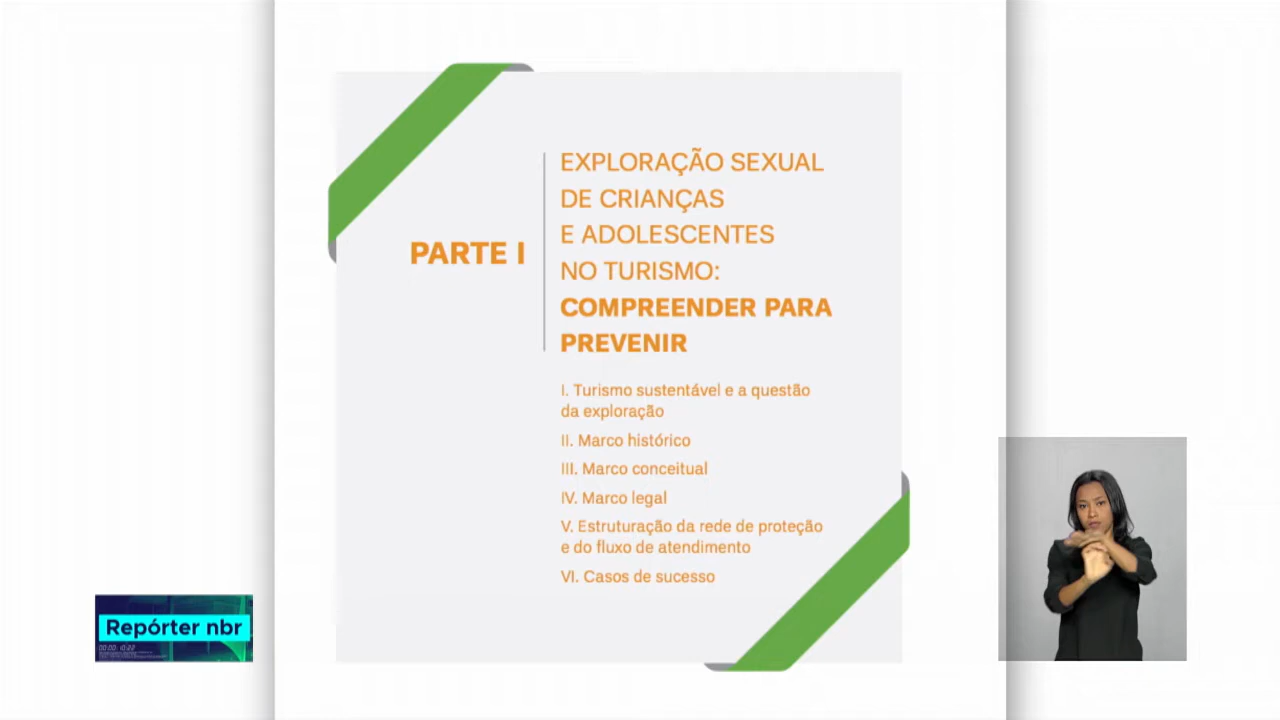 PARTE I
EXPLORAÇÃO SEXUAL
DE CRIANÇAS
E ADOLESCENTES
NO TURISMO:
COMPREENDER PARA
PREVENIR
I. Turismo sustentável e a questão
da exploração
II. Marco histórico
III. Marco conceitual
IV. Marco legal
V. Estruturação da rede de proteção
e do fluxo de atendimento
VI. Casos de sucesso
Repórter nbr